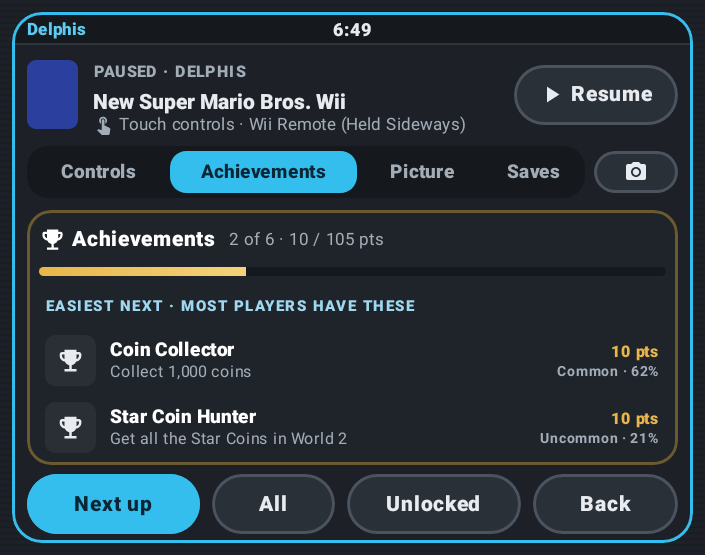 Delphis
6:49
PAUSED · DELPHIS
New Super Mario Bros. Wii
Touch controls · Wii Remote (Held Sideways)
Resume
Controls
Achievements
Picture
Saves
Achievements 2 of 6 · 10 / 105 pts
EASIEST NEXT · MOST PLAYERS HAVE THESE
Coin Collector
Collect 1,000 coins
10 pts
Common · 62%
Star Coin Hunter
Get all the Star Coins in World 2
10 pts
Uncommon · 21%
Next up
All
Unlocked
Back